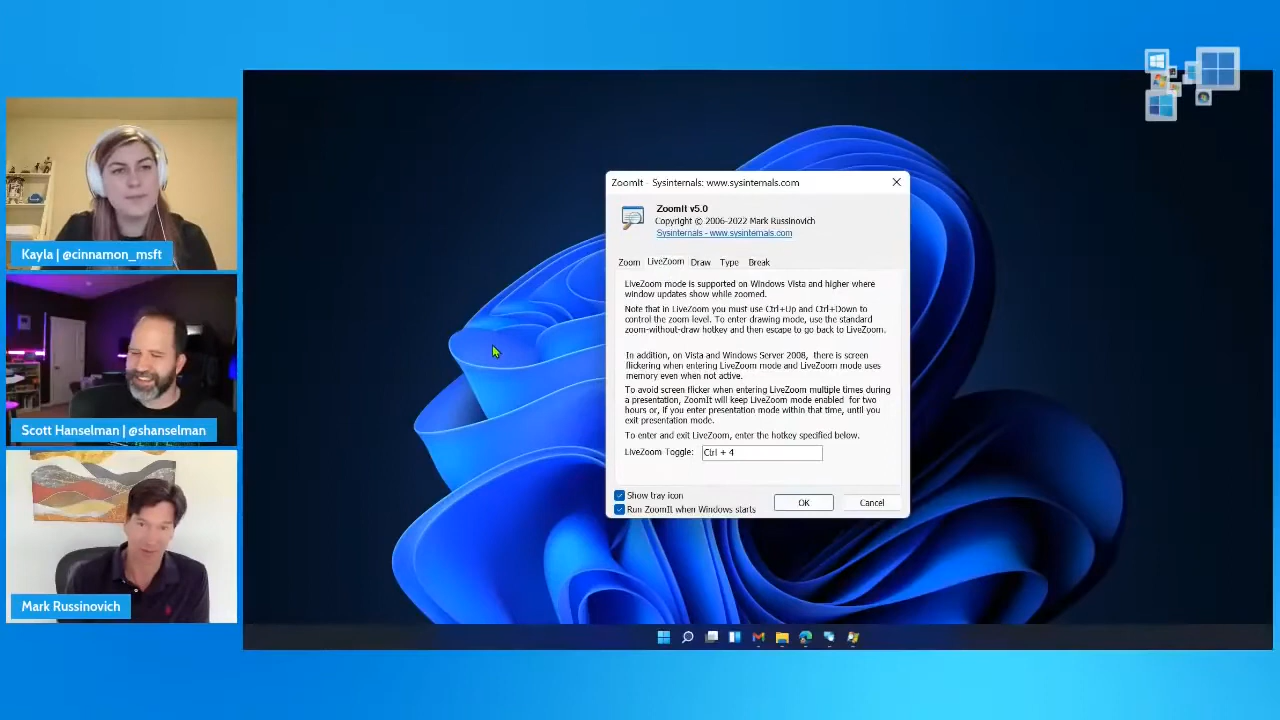 Kayla | @cinnamon_msft
Scott Hanselman | @shanselman
Mark Russinovich
ZoomIt - Sysinternals: www.sysinternals.com
ZoomIt v5.0
Copyright © 2006-2022 Mark Russinovich
Sysinternals - www.sysinternals.com
Zoom LiveZoom Draw Type Break
LiveZoom mode is supported on Windows Vista and higher where
window updates show while zoomed.
Note that in LiveZoom you must use Ctrl+Up and Ctrl+Down to
control the zoom level. To enter drawing mode, use the standard
zoom-without-draw hotkey and then escape to go back to LiveZoom.
In addition, on Vista and Windows Server 2008, there is screen
flickering when entering LiveZoom mode and LiveZoom mode uses
memory even when not active.
To avoid screen flicker when entering LiveZoom multiple times during
a presentation, ZoomIt will keep LiveZoom mode enabled for two
hours or, if you enter presentation mode within that time, until you
exit presentation mode.
To enter and exit LiveZoom, enter the hotkey specified below.
LiveZoom Toggle: Ctrl + 4
Show tray icon
Run ZoomIt when Windows starts
OK Cancel